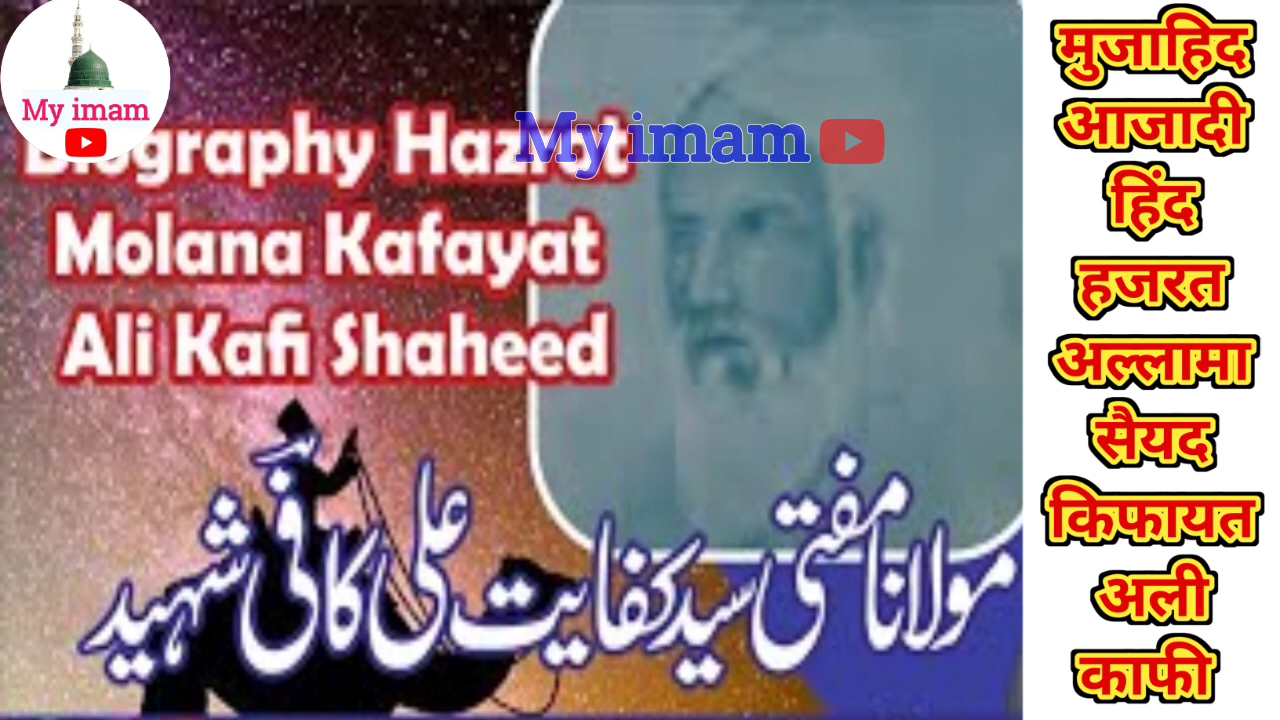 My imam
Biography Hazrat
My imam
Molana Kafayat
Ali Kafi Shaheed
مولانا مفتی سید کفایت علی کافی شہید
मुजाहिद
आजादी
हिंद
हजरत
अल्लामा
सैयद
किफायत
अली
काफी